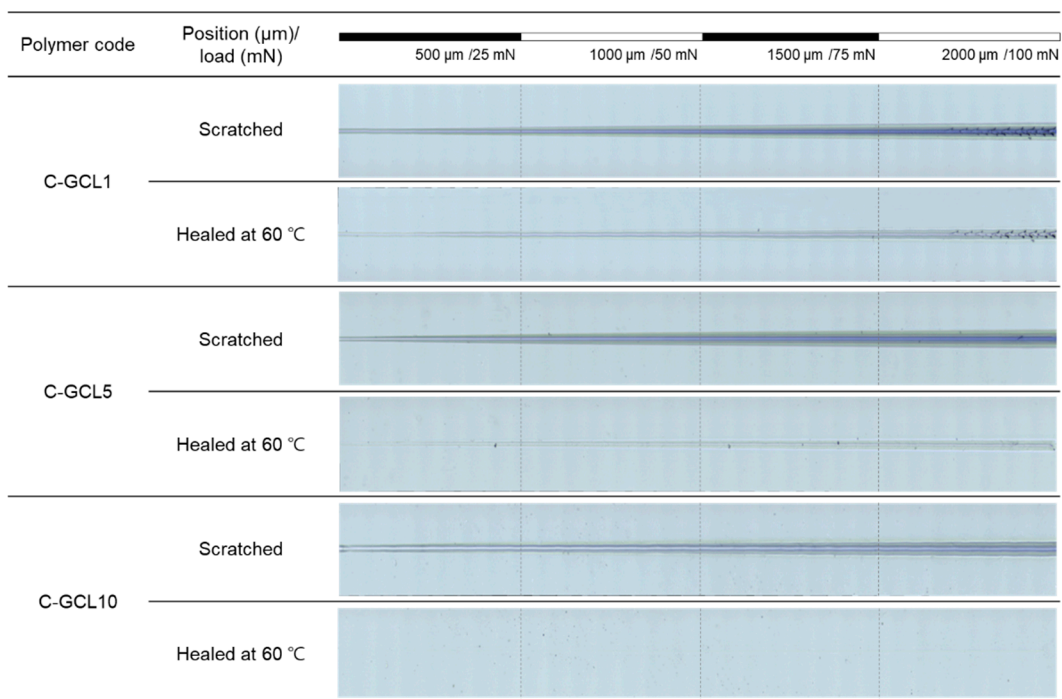 Polymer code
Position (μm)/
load (mN)
500 μm /25 mN
1000 μm /50 mN
1500 μm /75 mN
2000 μm /100 mN
C-GCL1
Scratched
Healed at 60 ℃
C-GCL5
Scratched
Healed at 60 ℃
C-GCL10
Scratched
Healed at 60 ℃